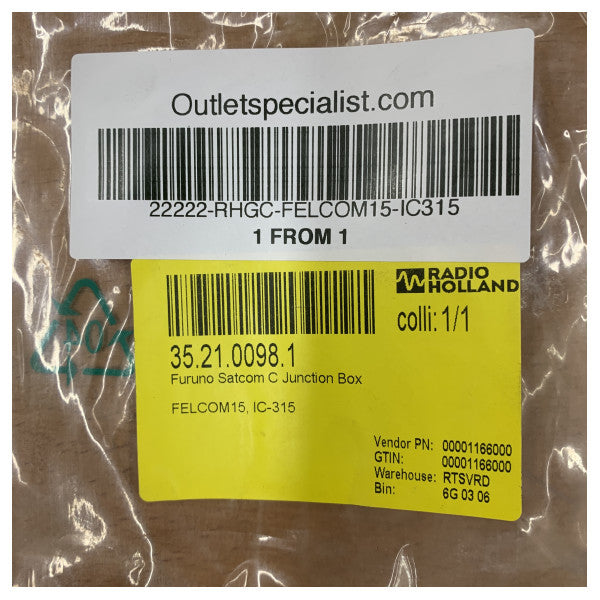 Outletspecialist.com
22222-RHGC-FELCOM15-IC315
1 FROM 1
RADIO
HOLLAND
colli: 1/1
35.21.0098.1
Furuno Satcom C Junction Box
FELCOM15, IC-315
Vendor PN: 00001166000
GTIN: 00001166000
Warehouse: RTSVRD
Bin: 6G 03 06